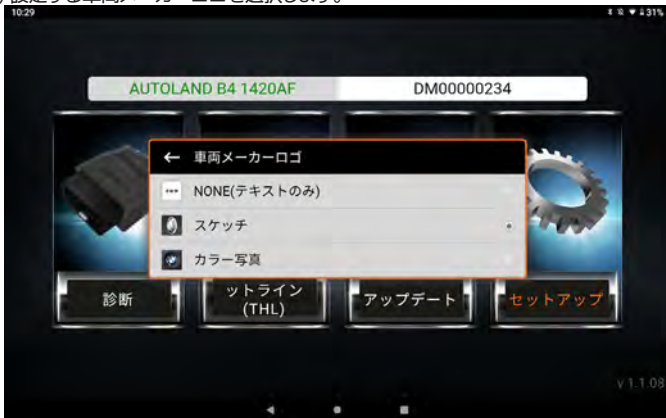 設定する車両メーカーロゴを選択します。
10:29
31%
AUTOLAND B4 1420AF
DM00000234
車両メーカーロゴ
NONE(テキストのみ)
スケッチ
カラー写真
診断
ットライン
(THL)
アップデート
セットアップ
v 1.1.08